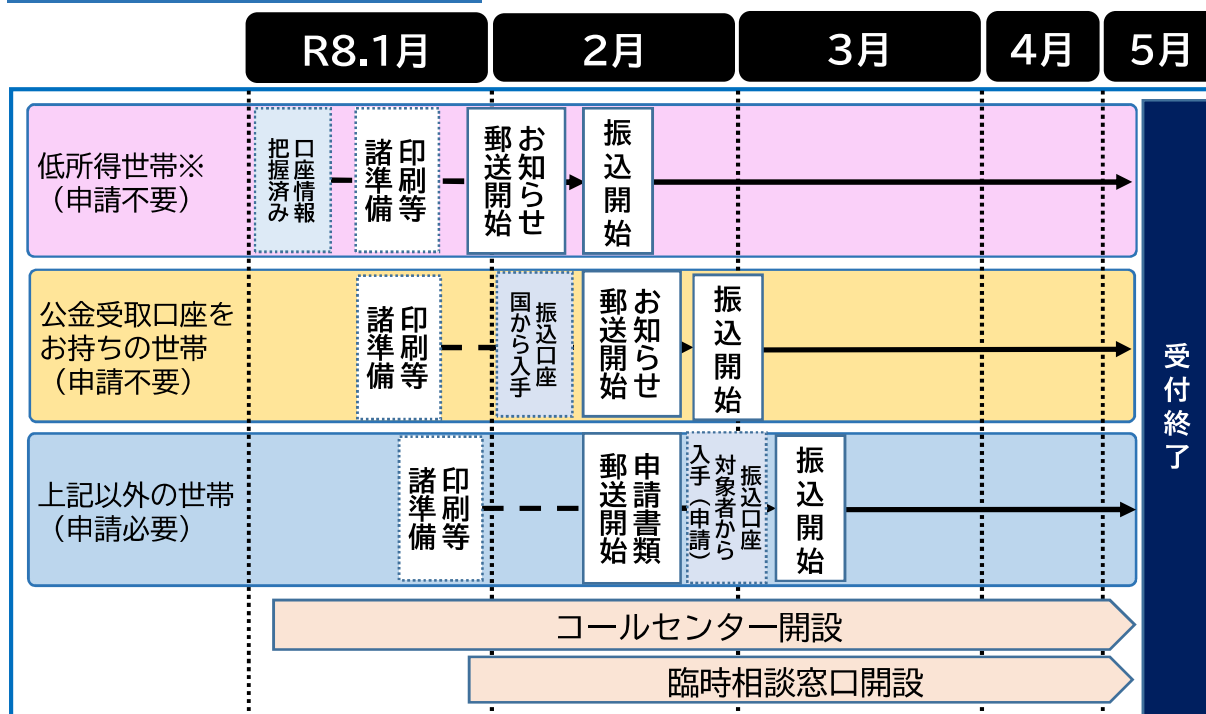 R8.1月
2月
3月
4月
5月
低所得世帯※
（申請不要）
口座情報
把握済み
印刷等
諸準備
お知らせ
郵送開始
振込開始
公金受取口座を
お持ちの世帯
（申請不要）
印刷等
諸準備
振込口座
国から入手
お知らせ
郵送開始
振込開始
上記以外の世帯
（申請必要）
印刷等
諸準備
申請書類
郵送開始
振込口座
対象者から
入手（申請）
振込開始
コールセンター開設
臨時相談窓口開設
受付終了